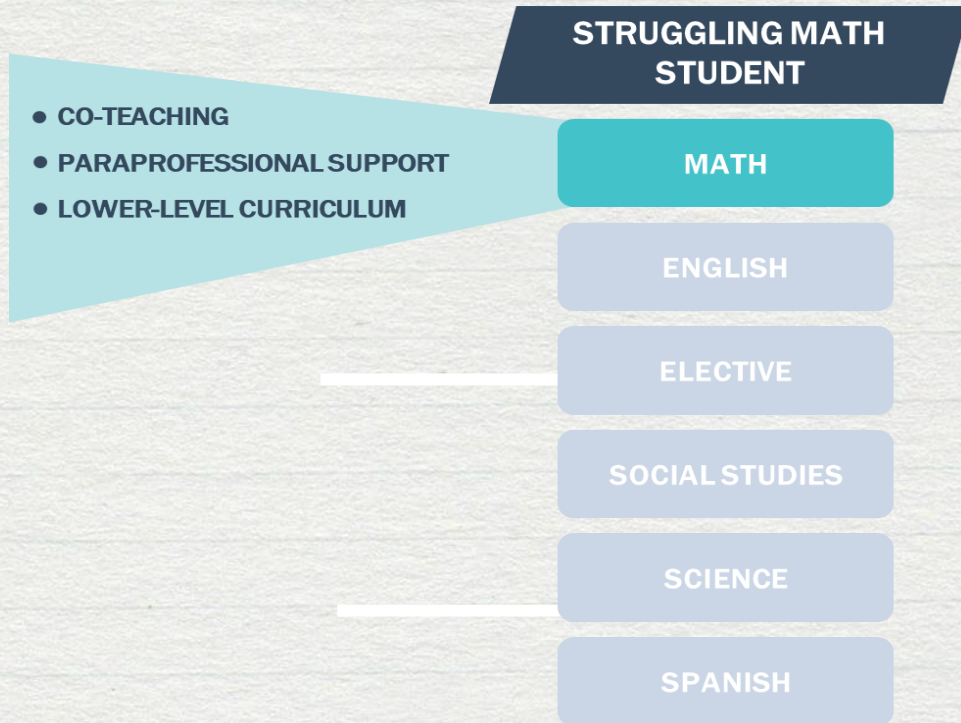 STRUGGLING MATH
STUDENT
• CO-TEACHING
• PARAPROFESSIONAL SUPPORT
• LOWER-LEVEL CURRICULUM
MATH
ENGLISH
ELECTIVE
SOCIAL STUDIES
SCIENCE
SPANISH